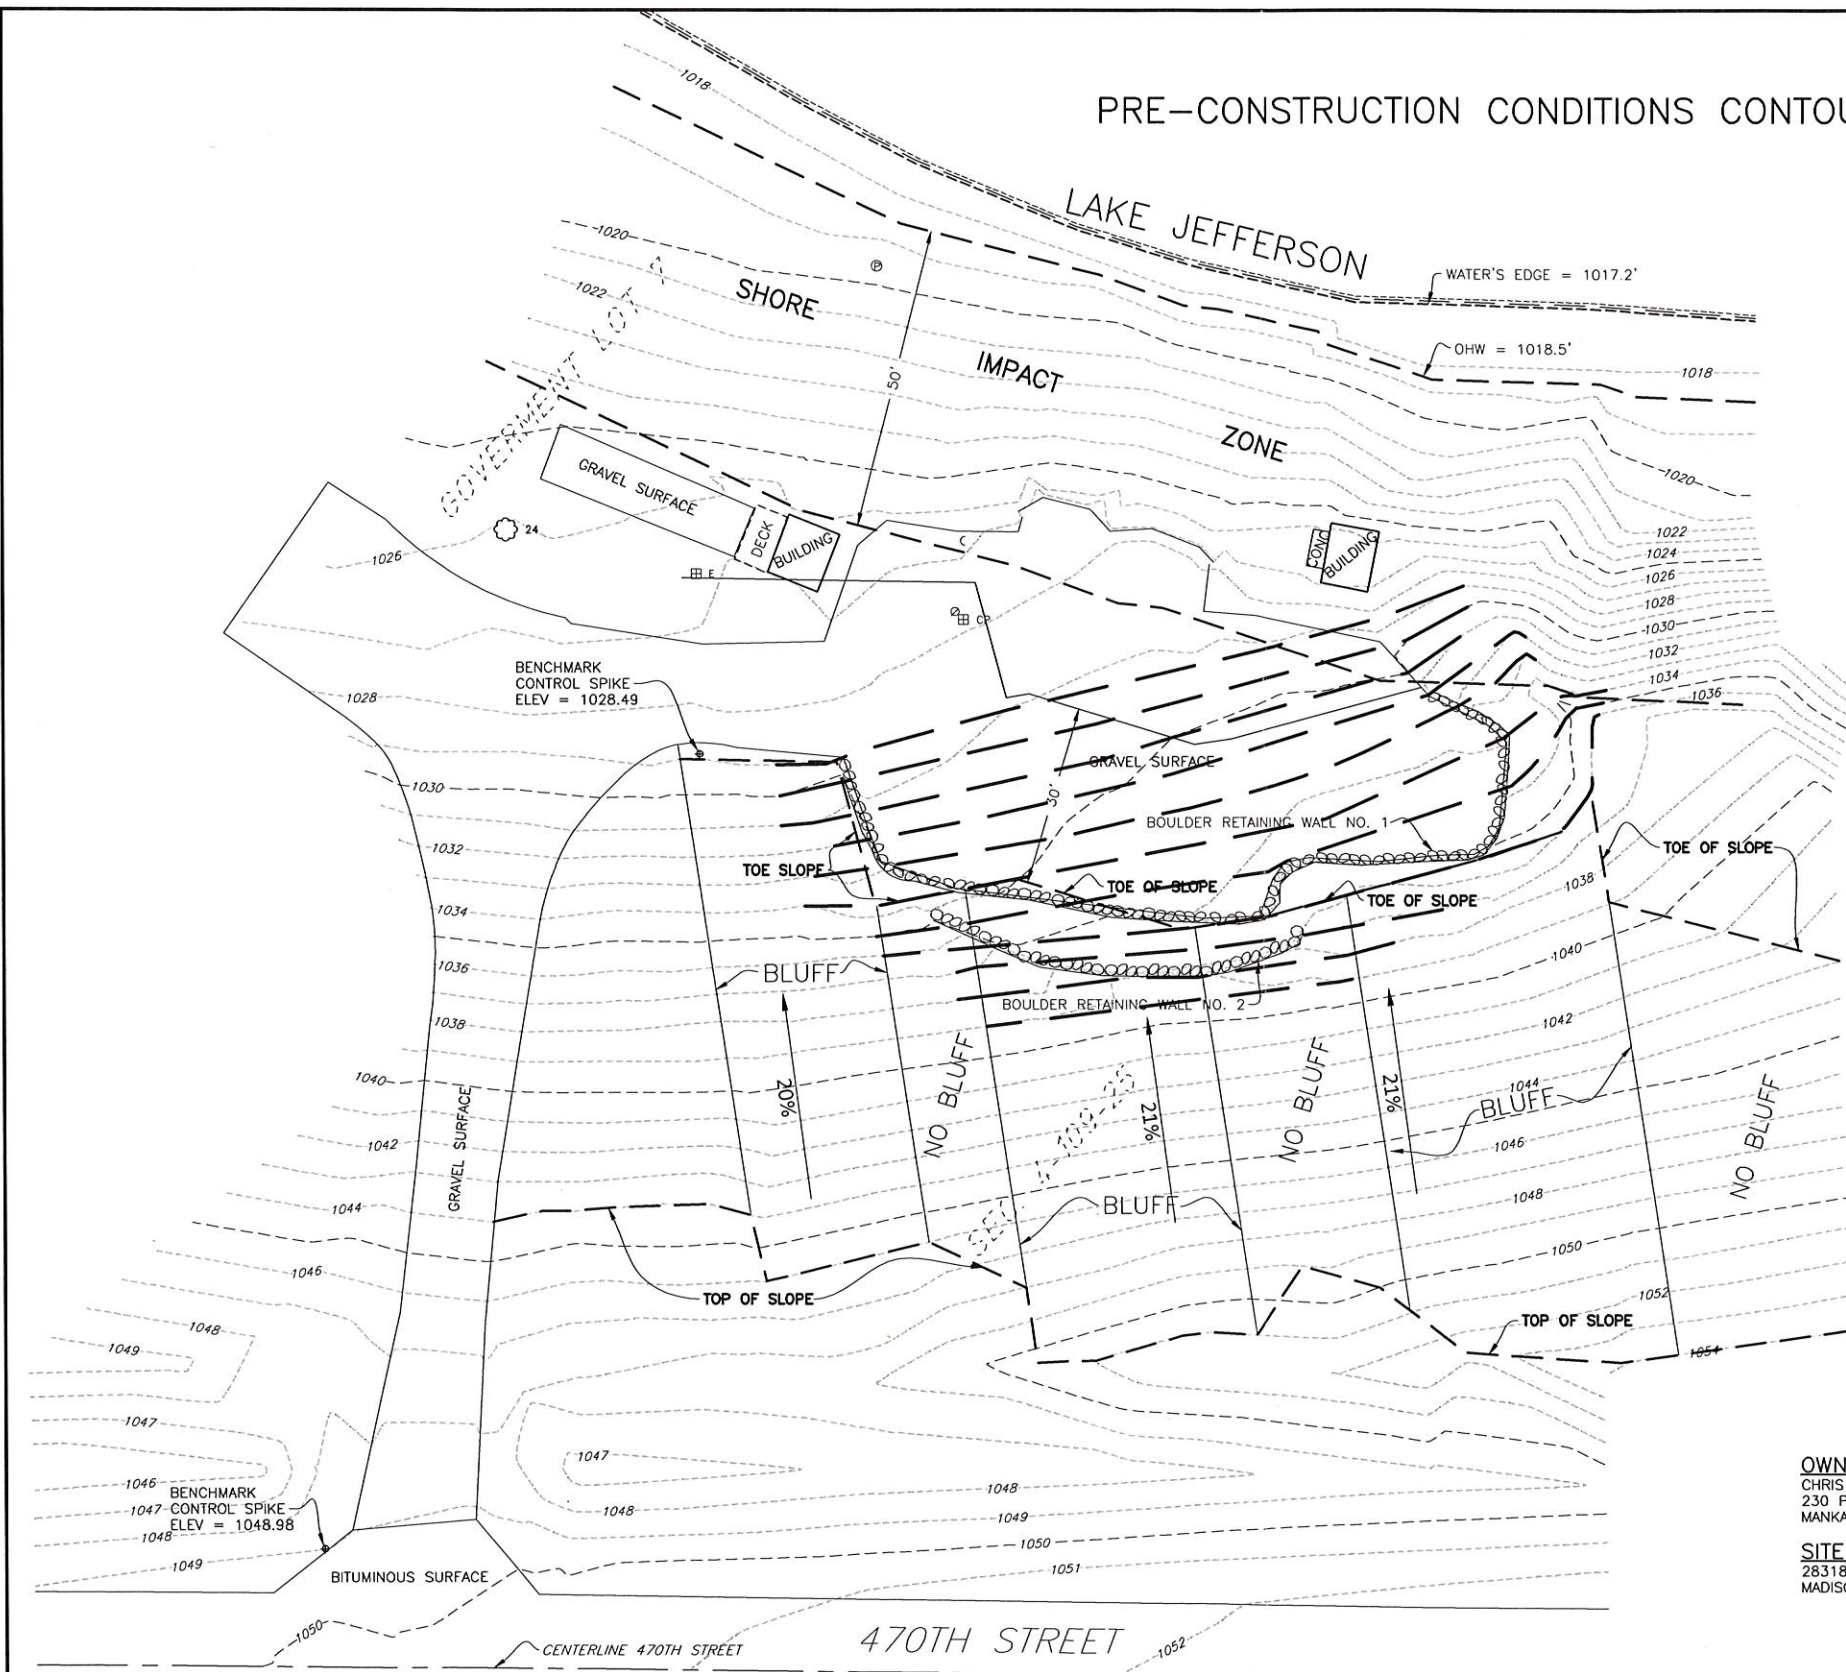 PRE-CONSTRUCTION CONDITIONS CONTOU
1018
LAKE JEFFERSON
WATER'S EDGE = 1017.2'
1020
SHORE
P
1022
GOVERMENT LOT
IMPACT
50'
OHW = 1018.5'
1018
ZONE
1020
GRAVEL SURFACE
DECK
BUILDING
24
CONC
BUILDING
1022
1024
1026
1028
1030
1032
1034
1036
1026
E
BENCHMARK
CONTROL SPIKE
ELEV = 1028.49
1028
GRAVEL SURFACE
30'
1030
BOULDER RETAINING WALL NO. 1
1032
TOE SLOPE
TOE OF SLOPE
TOE OF SLOPE
TOE OF SLOPE
1038
1034
1036
BLUFF
1040
BOULDER RETAINING WALL NO. 2
1038
1042
NO BLUFF
NO BLUFF
1040
20%
21%
21%
1044
BLUFF
NO BLUFF
GRAVEL SURFACE
1042
1046
1044
BLUFF
1048
SEC. 4-109-25
1046
1050
TOP OF SLOPE
1052
1048
TOP OF SLOPE
1049
1054
1047
1047
1046
1048
BENCHMARK
CONTROL SPIKE
ELEV = 1048.98
1047
1048
1048
1049
1049
1050
1051
BITUMINOUS SURFACE
1050
CENTERLINE 470TH STREET
470TH STREET
1052
OWN
CHRIS
230 P
MANKA
SITE
28318
MADISO